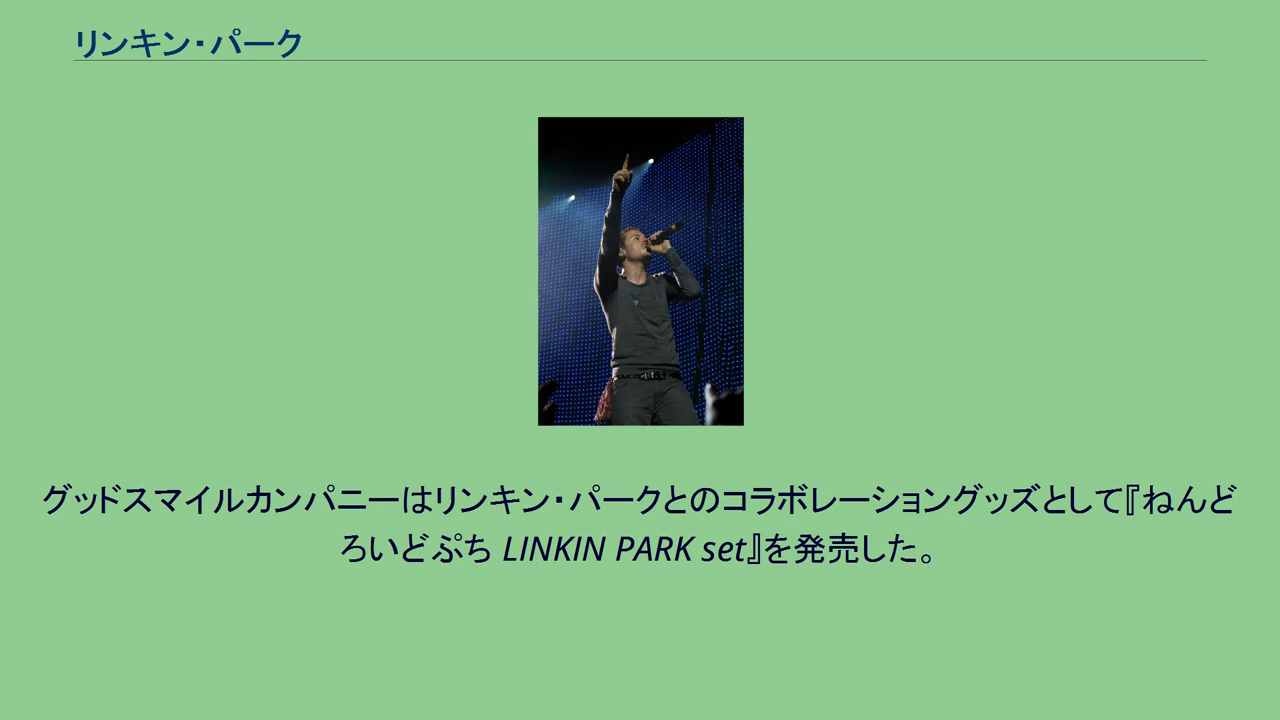 リンキン・パーク
グッドスマイルカンパニーはリンキン・パークとのコラボレーショングッズとして『ねんど
ろいどぷち LINKIN PARK set』を発売した。